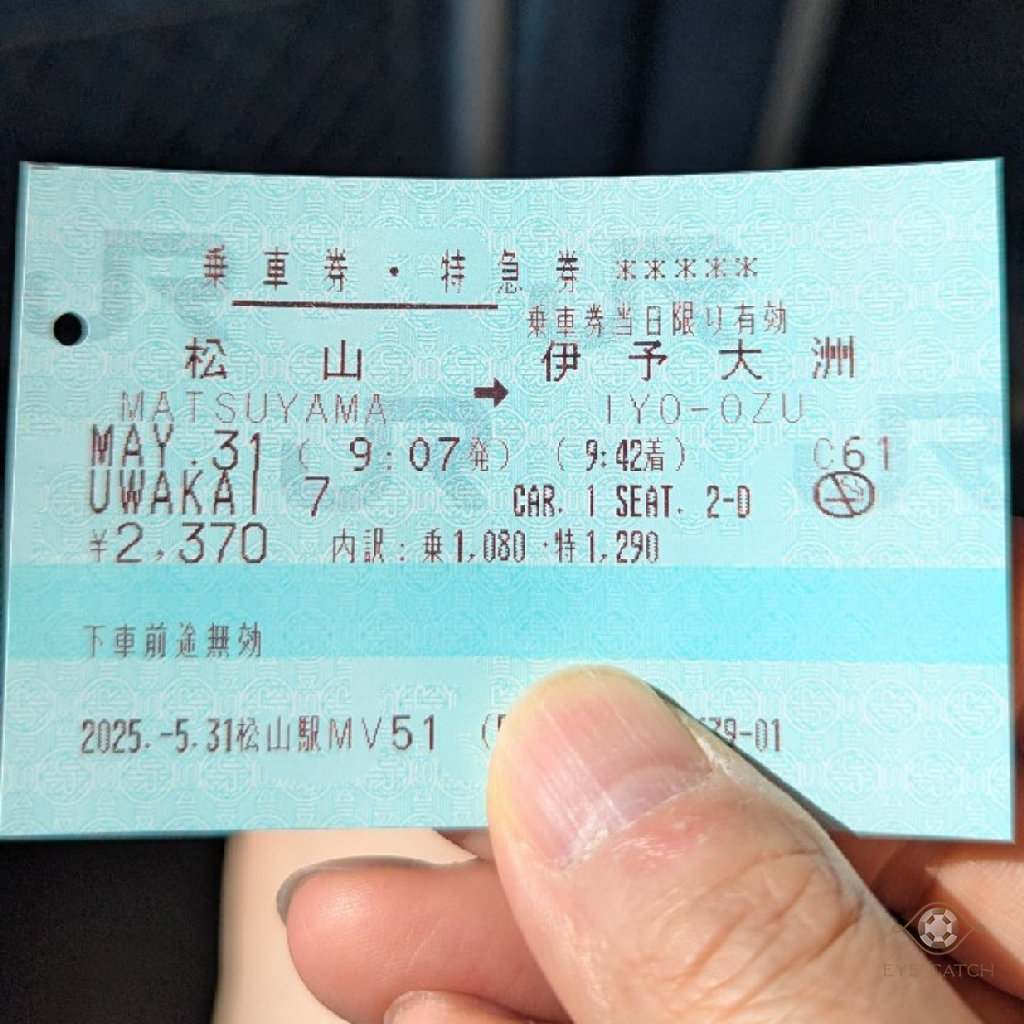 乗車券・特急券 *****
乗車券当日限り有効
松山 → 伊予大洲
MATSUYAMA IYO-OZU
MAY.31 ( 9:07発) ( 9:42着) C61
UWAKAI 7 CAR. 1 SEAT. 2-D
¥2,370 内訳:乗1,080・特1,290
下車前途無効
2025.-5.31松山駅MV51 79-01
EYE CATCH